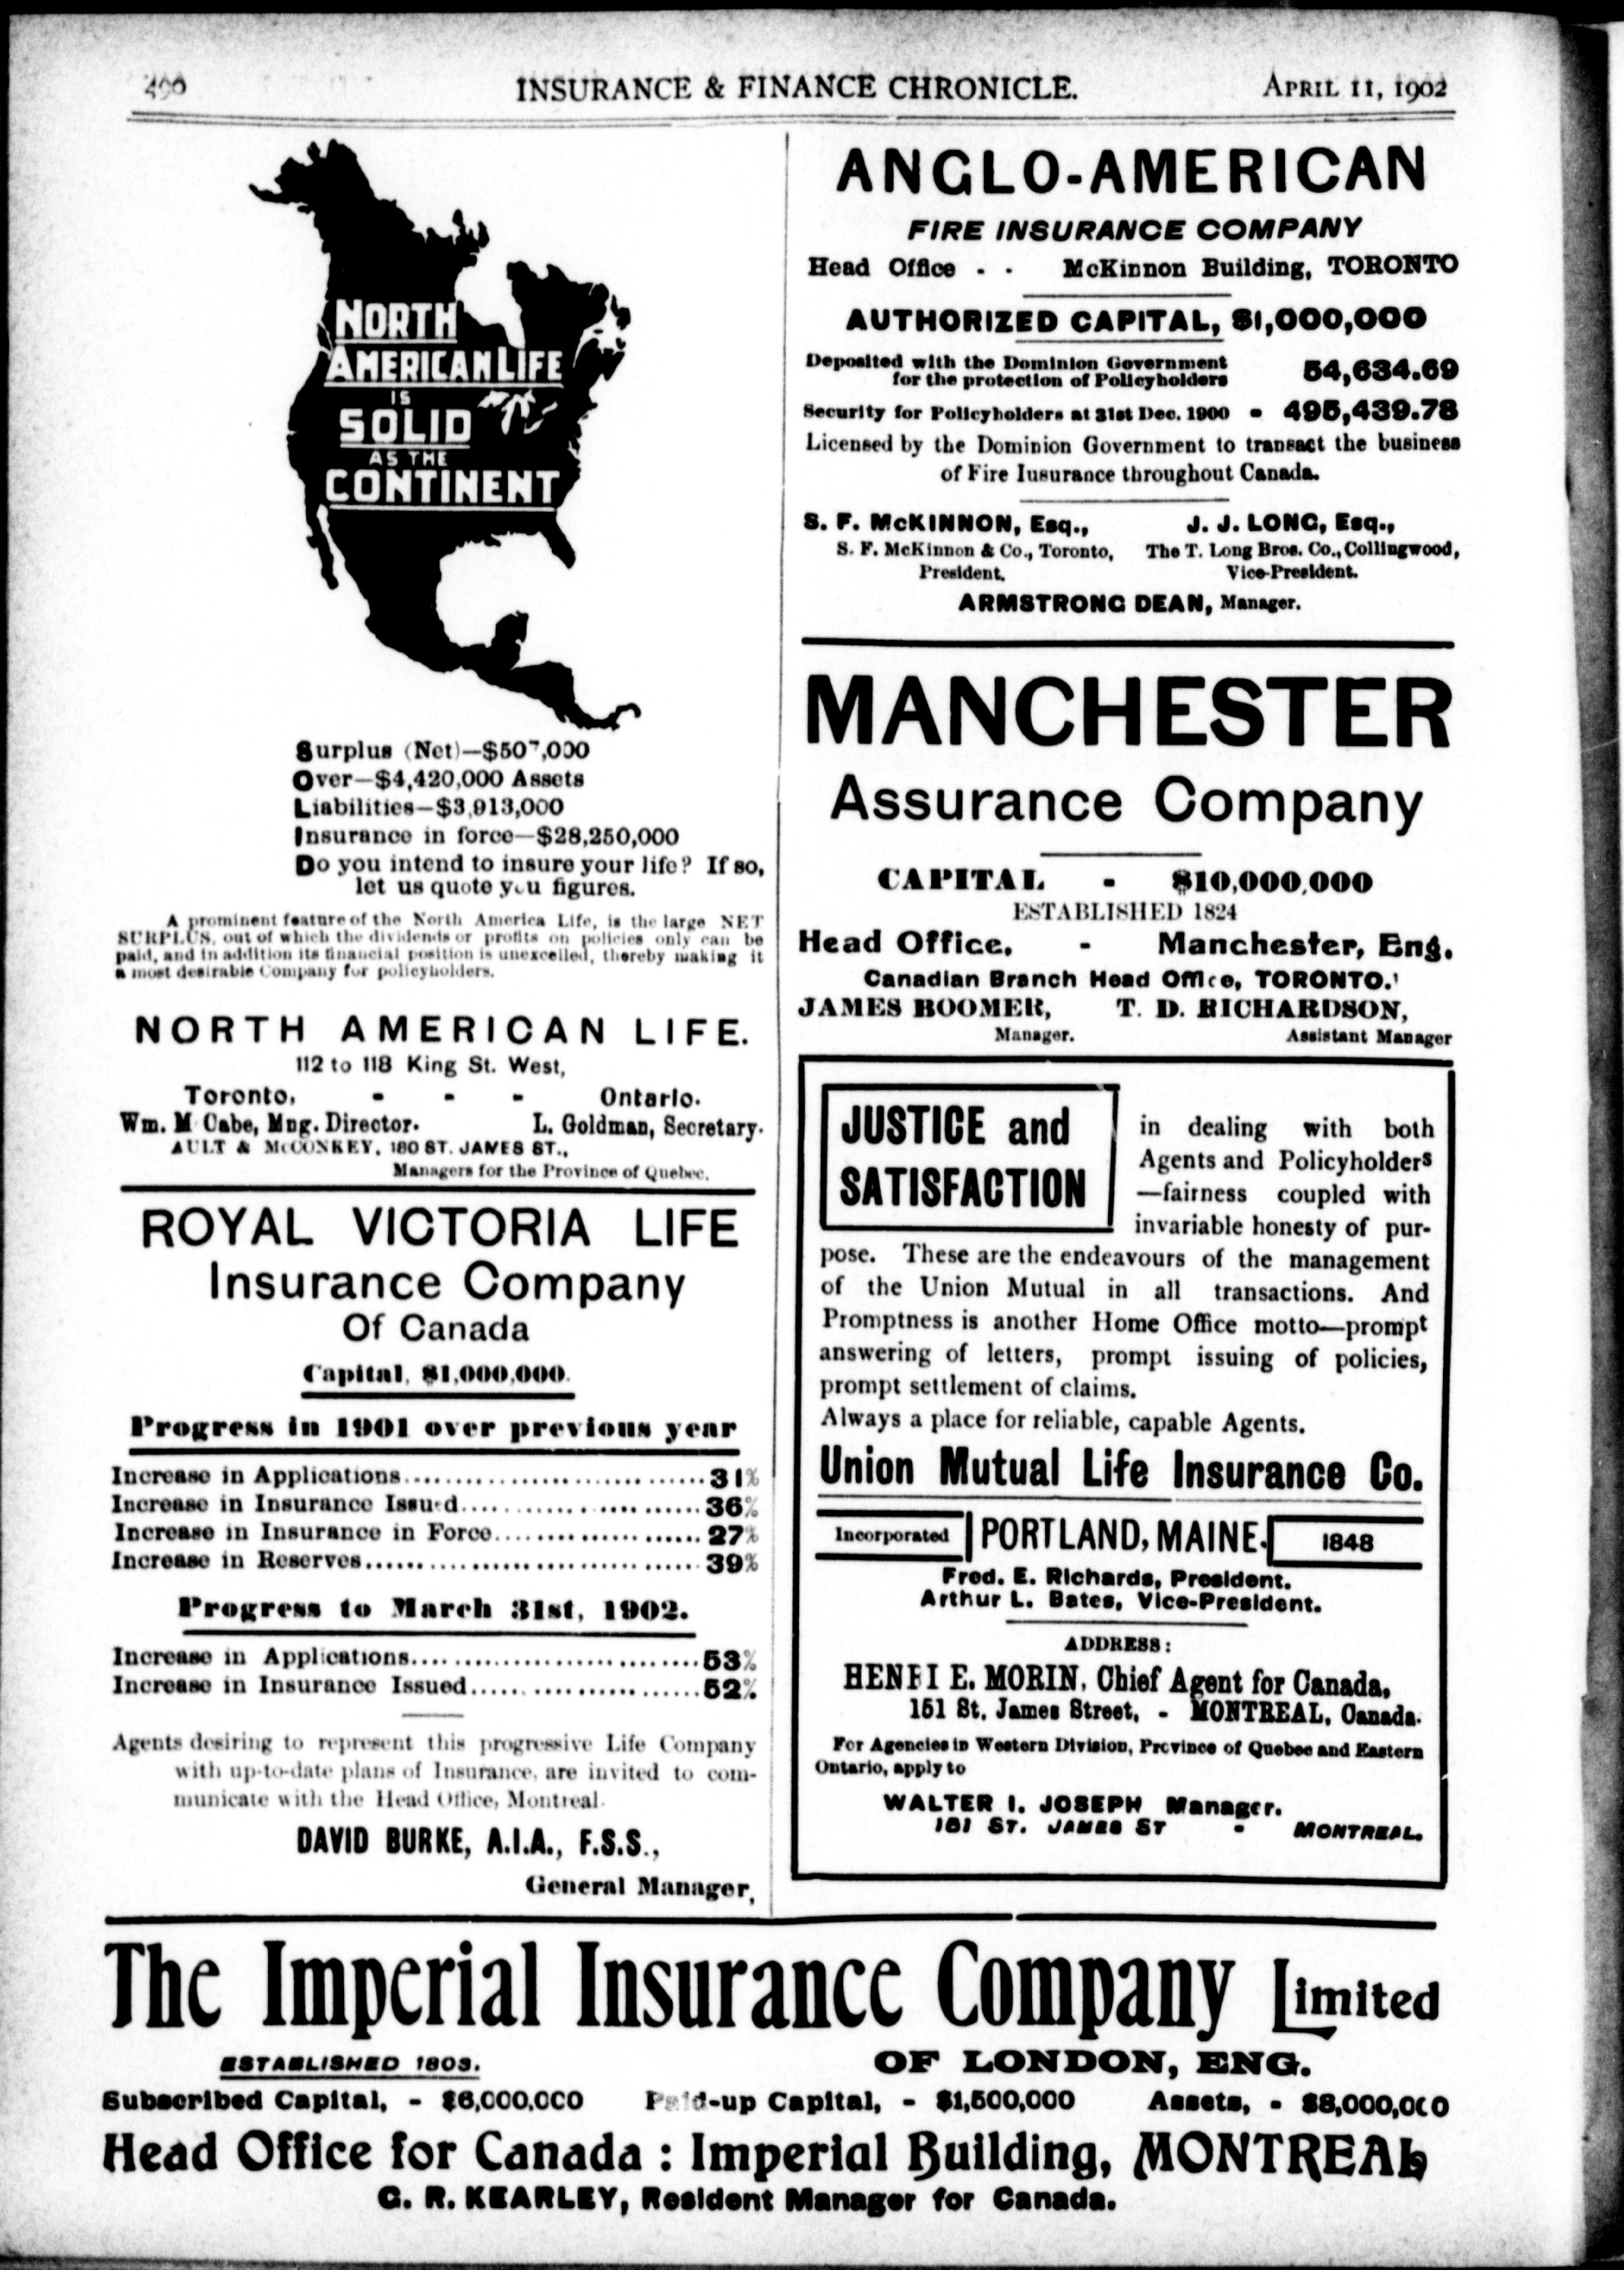 INSURANCE & FINANCE CHRONICLE. APRIL 11, 1902
NORTH
AMERICAN LIFE
IS
SOLID
AS THE
CONTINENT
Surplus (Net)—$507,000
Over—$4,420,000 Assets
Liabilities—$3,913,000
Insurance in force—$28,250,000
Do you intend to insure your life? If so,
let us quote you figures.
A prominent feature of the North America Life, is the large NET
SURPLUS, out of which the dividends or profits on policies only can be
paid, and in addition its financial position is unexcelled, thereby making it
a most desirable Company for policyholders.
NORTH AMERICAN LIFE.
112 to 118 King St. West,
Toronto, - - - Ontario.
Wm. M Cabe, Mng. Director. L. Goldman, Secretary.
AULT & McCONKEY, 180 ST. JAMES ST.,
Managers for the Province of Quebec.
ROYAL VICTORIA LIFE
Insurance Company
Of Canada
Capital, $1,000,000.
Progress in 1901 over previous year
Increase in Applications.............................31%
Increase in Insurance Issued.......................36%
Increase in Insurance in Force.....................27%
Increase in Reserves.................................39%
Progress to March 31st, 1902.
Increase in Applications............................53%
Increase in Insurance Issued......................52%
Agents desiring to represent this progressive Life Company
with up-to-date plans of Insurance, are invited to com-
municate with the Head Office, Montreal.
DAVID BURKE, A.I.A., F.S.S.,
General Manager,
ANGLO-AMERICAN
FIRE INSURANCE COMPANY
Head Office - - McKinnon Building, TORONTO
AUTHORIZED CAPITAL, $1,000,000
Deposited with the Dominion Government
for the protection of Policyholders 54,634.69
Security for Policyholders at 31st Dec. 1900 - 495,439.78
Licensed by the Dominion Government to transact the business
of Fire Insurance throughout Canada.
S. F. McKINNON, Esq., J. J. LONG, Esq.,
S. F. McKinnon & Co., Toronto, The T. Long Bros. Co., Collingwood,
President. Vice-President.
ARMSTRONG DEAN, Manager.
MANCHESTER
Assurance Company
CAPITAL - $10,000,000
ESTABLISHED 1824
Head Office. - Manchester, Eng.
Canadian Branch Head Office, TORONTO.
JAMES BOOMER, T. D. RICHARDSON,
Manager. Assistant Manager
JUSTICE and
SATISFACTION
in dealing with both
Agents and Policyholders
—fairness coupled with
invariable honesty of pur-
pose. These are the endeavours of the management
of the Union Mutual in all transactions. And
Promptness is another Home Office motto—prompt
answering of letters, prompt issuing of policies,
prompt settlement of claims.
Always a place for reliable, capable Agents.
Union Mutual Life Insurance Co.
Incorporated PORTLAND, MAINE. 1848
Fred. E. Richards, President.
Arthur L. Bates, Vice-President.
ADDRESS:
HENRI E. MORIN, Chief Agent for Canada,
151 St. James Street, - MONTREAL, Canada.
For Agencies in Western Division, Province of Quebec and Eastern
Ontario, apply to
WALTER I. JOSEPH Manager.
151 ST. JAMES ST - MONTREAL.
The Imperial Insurance Company Limited
ESTABLISHED 1803. OF LONDON, ENG.
Subscribed Capital, - $6,000,000 Paid-up Capital, - $1,500,000 Assets, - $8,000,000
Head Office for Canada : Imperial Building, MONTREAL
G. R. KEARLEY, Resident Manager for Canada.